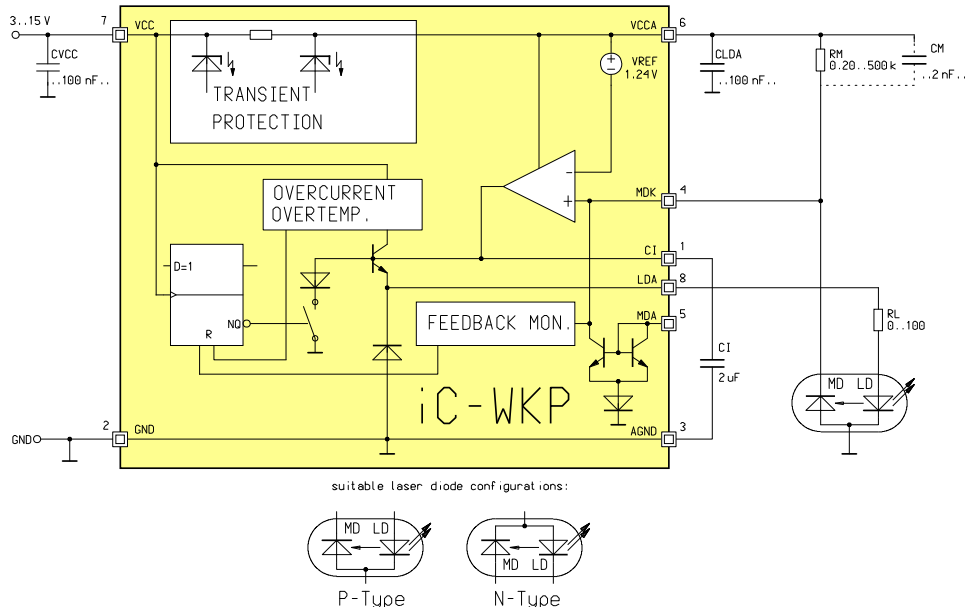 3..15 V
7
VCC
VCCA
6
CVCC
..100 nF..
TRANSIENT
PROTECTION
VREF
1.24V
CLDA
..100 nF..
RM
0.20..500k
CM
..2nF..
-
+
MDK
4
OVERCURRENT
OVERTEMP.
CI
1
D=1
LDA
8
NQ
R
FEEDBACK MON.
MDA
5
RL
0..100
CI
2uF
MD LD
iC-WKP
GND
2
GND
AGND
3
suitable laser diode configurations:
MD LD
MD LD
P-Type
N-Type